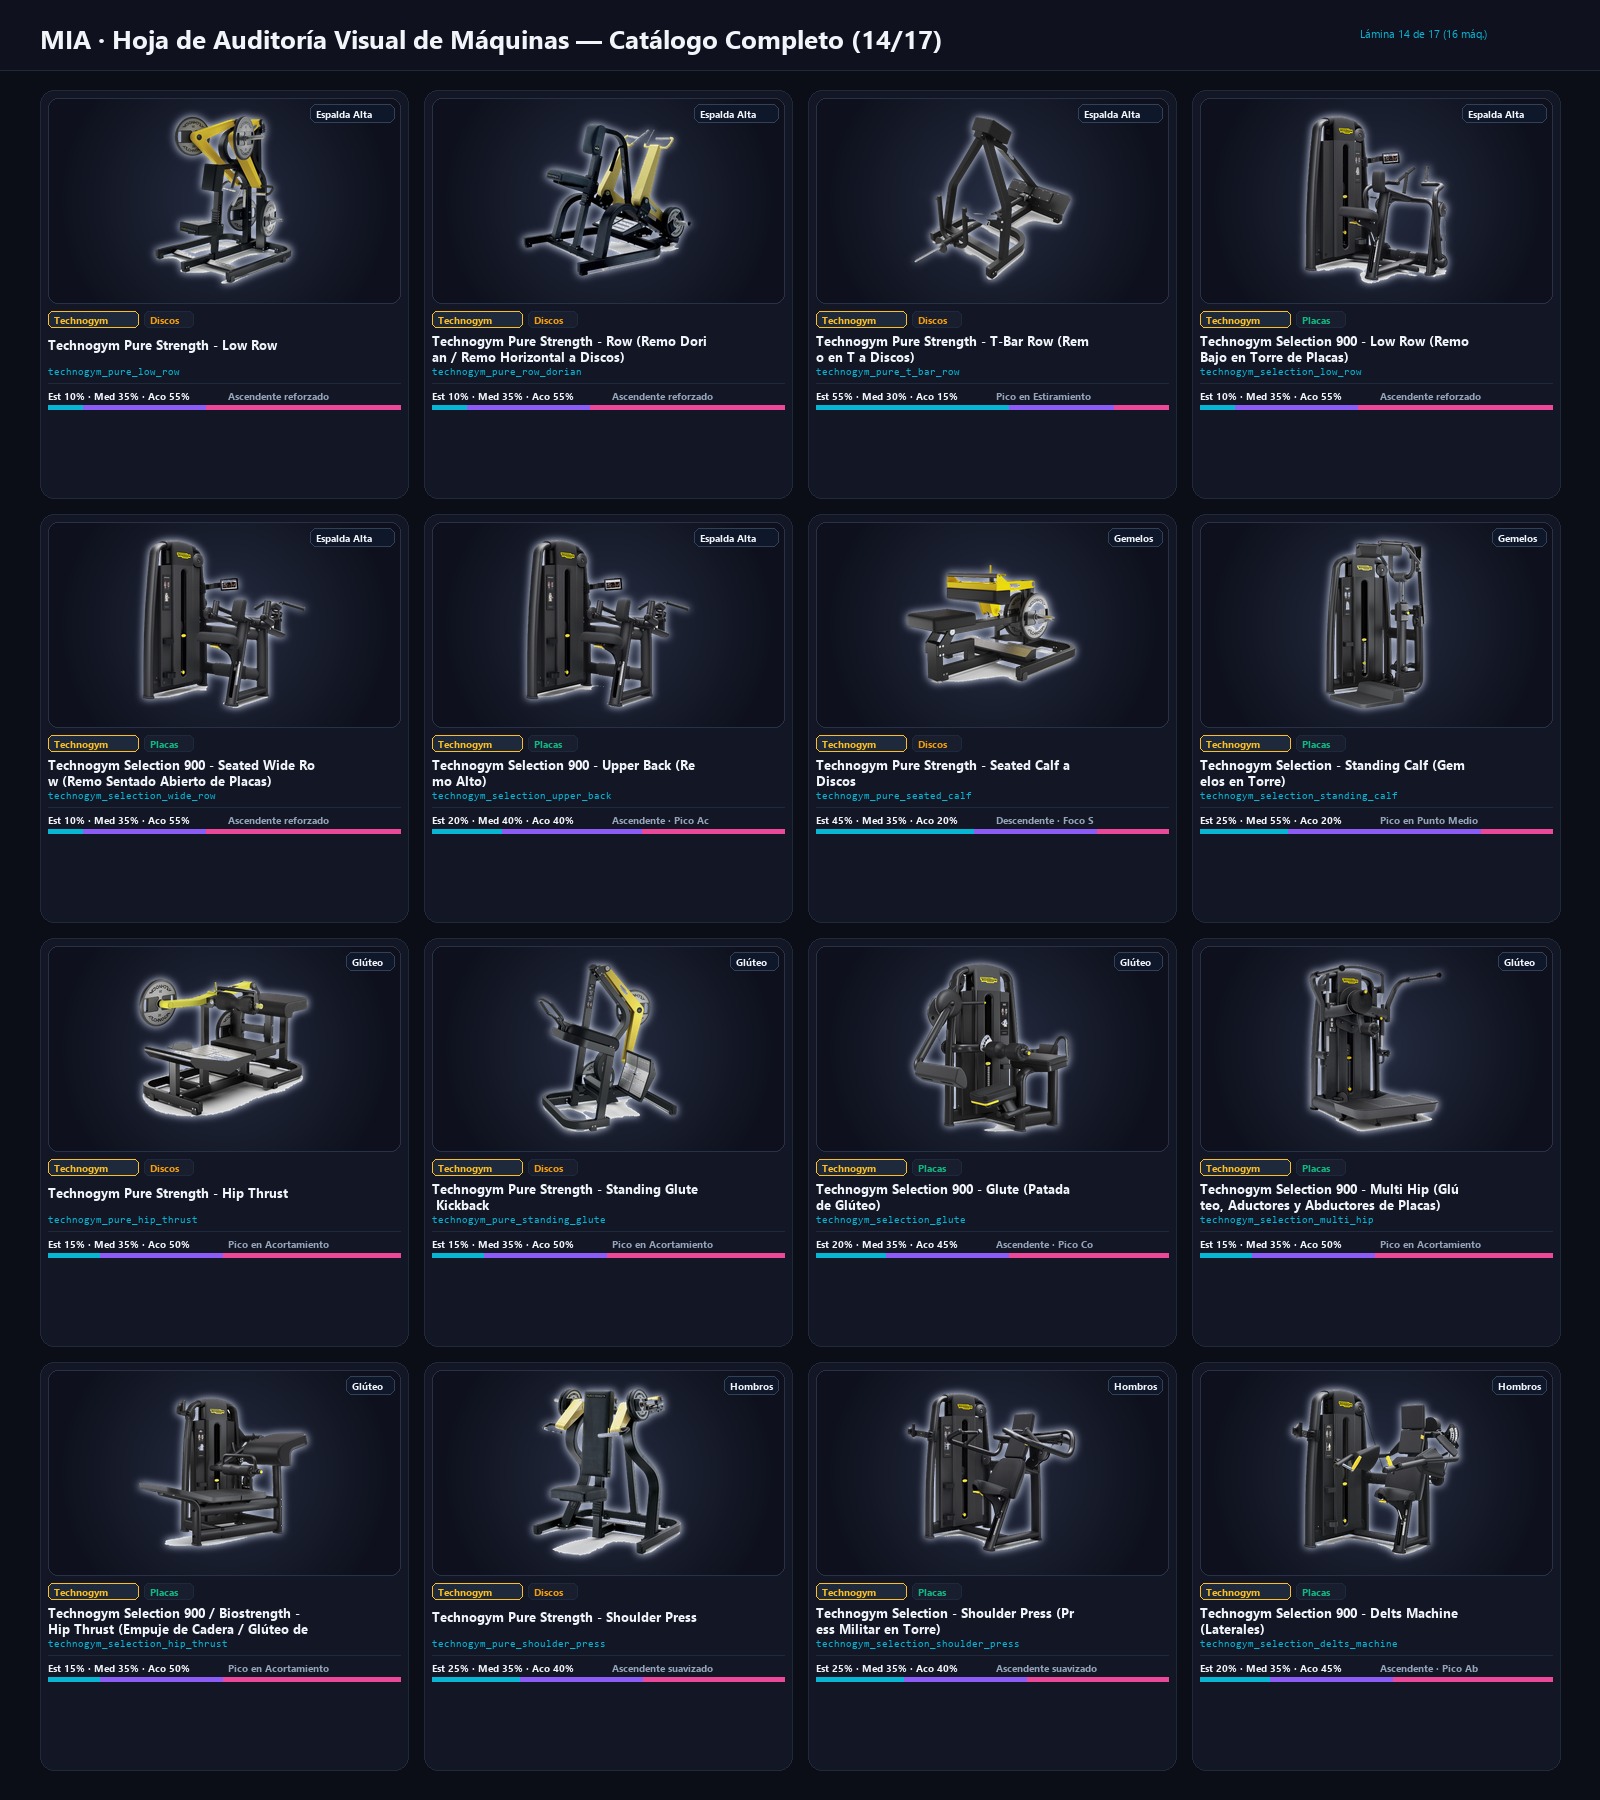 MIA · Hoja de Auditoría Visual de Máquinas — Catálogo Completo (14/17)
Lámina 14 de 17 (16 máq.)
Espalda Alta
Technogym
Discos
Technogym Pure Strength - Low Row
technogym_pure_low_row
Est 10% · Med 35% · Aco 55%
Ascendente reforzado
Espalda Alta
Technogym
Discos
Technogym Pure Strength - Row (Remo Dori
an / Remo Horizontal a Discos)
technogym_pure_row_dorian
Est 10% · Med 35% · Aco 55%
Ascendente reforzado
Espalda Alta
Technogym
Discos
Technogym Pure Strength - T-Bar Row (Rem
o en T a Discos)
technogym_pure_t_bar_row
Est 55% · Med 30% · Aco 15%
Pico en Estiramiento
Espalda Alta
Technogym
Placas
Technogym Selection 900 - Low Row (Remo
Bajo en Torre de Placas)
technogym_selection_low_row
Est 10% · Med 35% · Aco 55%
Ascendente reforzado
Espalda Alta
Technogym
Placas
Technogym Selection 900 - Seated Wide Ro
w (Remo Sentado Abierto de Placas)
technogym_selection_wide_row
Est 10% · Med 35% · Aco 55%
Ascendente reforzado
Espalda Alta
Technogym
Placas
Technogym Selection 900 - Upper Back (Re
mo Alto)
technogym_selection_upper_back
Est 20% · Med 40% · Aco 40%
Ascendente · Pico Ac
Gemelos
Technogym
Discos
Technogym Pure Strength - Seated Calf a
Discos
technogym_pure_seated_calf
Est 45% · Med 35% · Aco 20%
Descendente · Foco S
Gemelos
Technogym
Placas
Technogym Selection - Standing Calf (Gem
elos en Torre)
technogym_selection_standing_calf
Est 25% · Med 55% · Aco 20%
Pico en Punto Medio
Glúteo
Technogym
Discos
Technogym Pure Strength - Hip Thrust
technogym_pure_hip_thrust
Est 15% · Med 35% · Aco 50%
Pico en Acortamiento
Glúteo
Technogym
Discos
Technogym Pure Strength - Standing Glute
Kickback
technogym_pure_standing_glute
Est 15% · Med 35% · Aco 50%
Pico en Acortamiento
Glúteo
Technogym
Placas
Technogym Selection 900 - Glute (Patada
de Glúteo)
technogym_selection_glute
Est 20% · Med 35% · Aco 45%
Ascendente · Pico Co
Glúteo
Technogym
Placas
Technogym Selection 900 - Multi Hip (Glú
teo, Aductores y Abductores de Placas)
technogym_selection_multi_hip
Est 15% · Med 35% · Aco 50%
Pico en Acortamiento
Glúteo
Technogym
Placas
Technogym Selection 900 / Biostrength -
Hip Thrust (Empuje de Cadera / Glúteo de
technogym_selection_hip_thrust
Est 15% · Med 35% · Aco 50%
Pico en Acortamiento
Hombros
Technogym
Discos
Technogym Pure Strength - Shoulder Press
technogym_pure_shoulder_press
Est 25% · Med 35% · Aco 40%
Ascendente suavizado
Hombros
Technogym
Placas
Technogym Selection - Shoulder Press (Pr
ess Militar en Torre)
technogym_selection_shoulder_press
Est 25% · Med 35% · Aco 40%
Ascendente suavizado
Hombros
Technogym
Placas
Technogym Selection 900 - Delts Machine
(Laterales)
technogym_selection_delts_machine
Est 20% · Med 35% · Aco 45%
Ascendente · Pico Ab